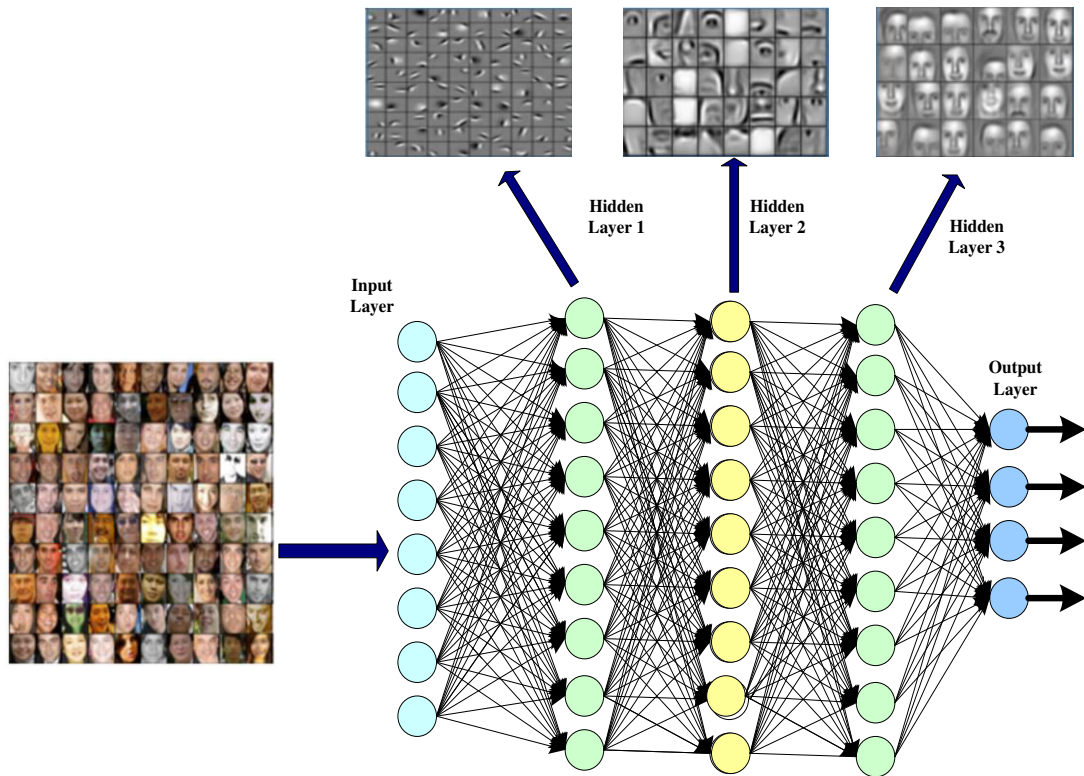 Hidden
Layer 1
Hidden
Layer 2
Hidden
Layer 3
Input
Layer
Output
Layer